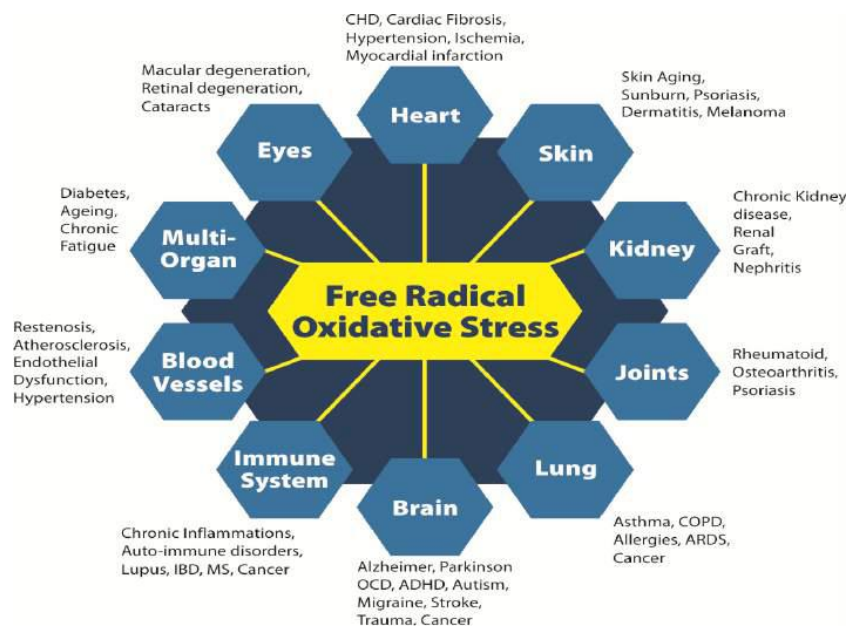 CHD, Cardiac Fibrosis,
Hypertension, Ischemia,
Myocardial infarction
Heart
Skin Aging,
Sunburn, Psoriasis,
Dermatitis, Melanoma
Skin
Chronic Kidney
disease,
Renal
Graft,
Nephritis
Kidney
Rheumatoid,
Osteoarthritis,
Psoriasis
Joints
Asthma, COPD,
Allergies, ARDS,
Cancer
Lung
Brain
Alzheimer, Parkinson
OCD, ADHD, Autism,
Migraine, Stroke,
Trauma, Cancer
Immune
System
Chronic Inflammations,
Auto-immune disorders,
Lupus, IBD, MS, Cancer
Blood
Vessels
Restenosis,
Atherosclerosis,
Endothelial
Dysfunction,
Hypertension
Multi-
Organ
Diabetes,
Ageing,
Chronic
Fatigue
Eyes
Macular degeneration,
Retinal degeneration,
Cataracts
Free Radical
Oxidative Stress